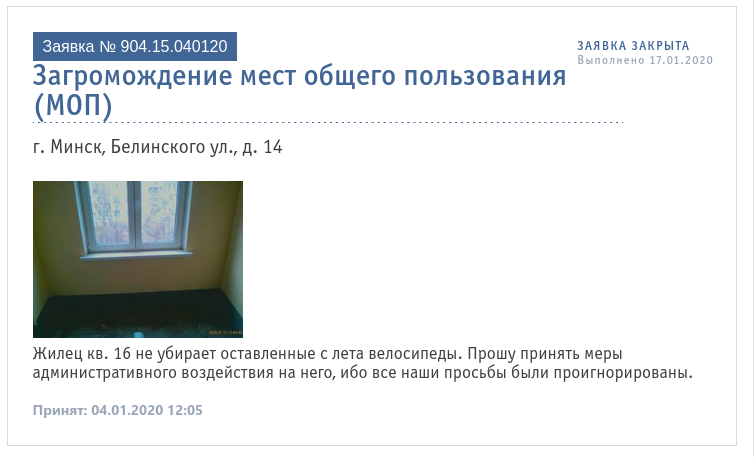 Заявка № 904.15.040120
ЗАЯВКА ЗАКРЫТА
Выполнено 17.01.2020
Загромождение мест общего пользования
(МОП)
г. Минск, Белинского ул., д. 14
Жилец кв. 16 не убирает оставленные с лета велосипеды. Прошу принять меры
административного воздействия на него, ибо все наши просьбы были проигнорированы.
Принят: 04.01.2020 12:05